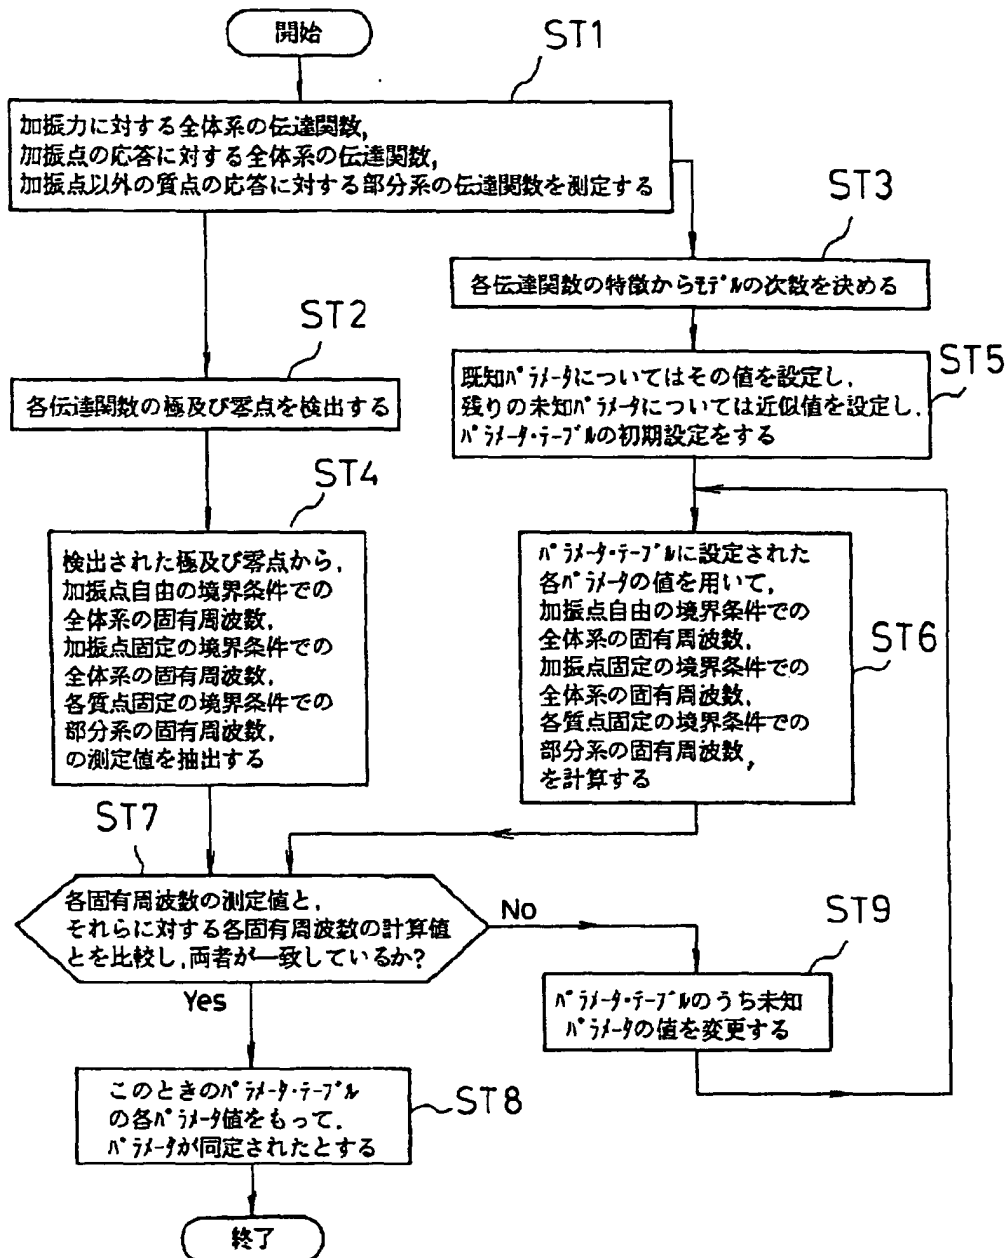 開始
ST1
加振力に対する全体系の伝達関数,
加振点の応答に対する全体系の伝達関数,
加振点以外の質点の応答に対する部分系の伝達関数を測定する
ST3
各伝達関数の特徴からモデルの次数を決める
ST2
各伝達関数の極及び零点を検出する
ST5
既知パラメータについてはその値を設定し,
残りの未知パラメータについては近似値を設定し,
パラメータ・テーブルの初期設定をする
ST4
検出された極及び零点から,
加振点自由の境界条件での
全体系の固有周波数,
加振点固定の境界条件での
全体系の固有周波数,
各質点固定の境界条件での
部分系の固有周波数,
の測定値を抽出する
ST6
パラメータ・テーブルに設定された
各パラメータの値を用いて,
加振点自由の境界条件での
全体系の固有周波数,
加振点固定の境界条件での
全体系の固有周波数,
各質点固定の境界条件での
部分系の固有周波数,
を計算する
ST7
各固有周波数の測定値と,
それらに対する各固有周波数の計算値
とを比較し,両者が一致しているか?
No
Yes
ST9
パラメータ・テーブルのうち未知
パラメータの値を変更する
ST8
このときのパラメータ・テーブル
の各パラメータ値をもって,
パラメータが同定されたとする
終了